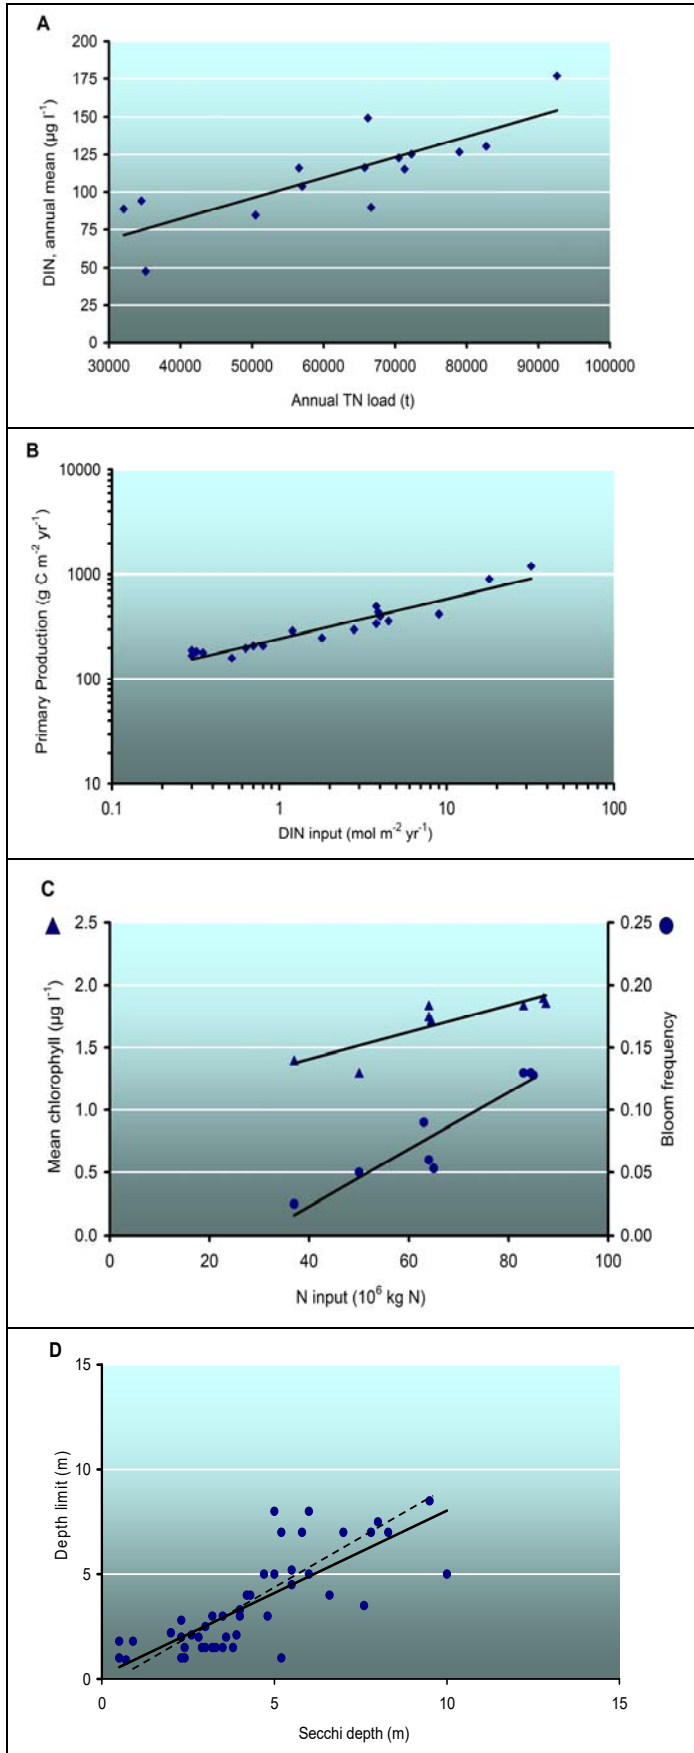 A
200
175
150
125
100
75
50
25
0
DIN, annual mean (µg l⁻¹)
30000 40000 50000 60000 70000 80000 90000 100000
Annual TN load (t)
B
10000
1000
100
10
Primary Production (g C m⁻² yr⁻¹)
0.1 1 10 100
DIN input (mol m⁻² yr⁻¹)
C
2.5 0.25
2.0 0.20
1.5 0.15
1.0 0.10
0.5 0.05
0.0 0.00
Mean chlorophyll (µg l⁻¹)
Bloom frequency
0 20 40 60 80 100
N input (10⁶ kg N)
D
15
10
5
0
Depth limit (m)
0 5 10 15
Secchi depth (m)